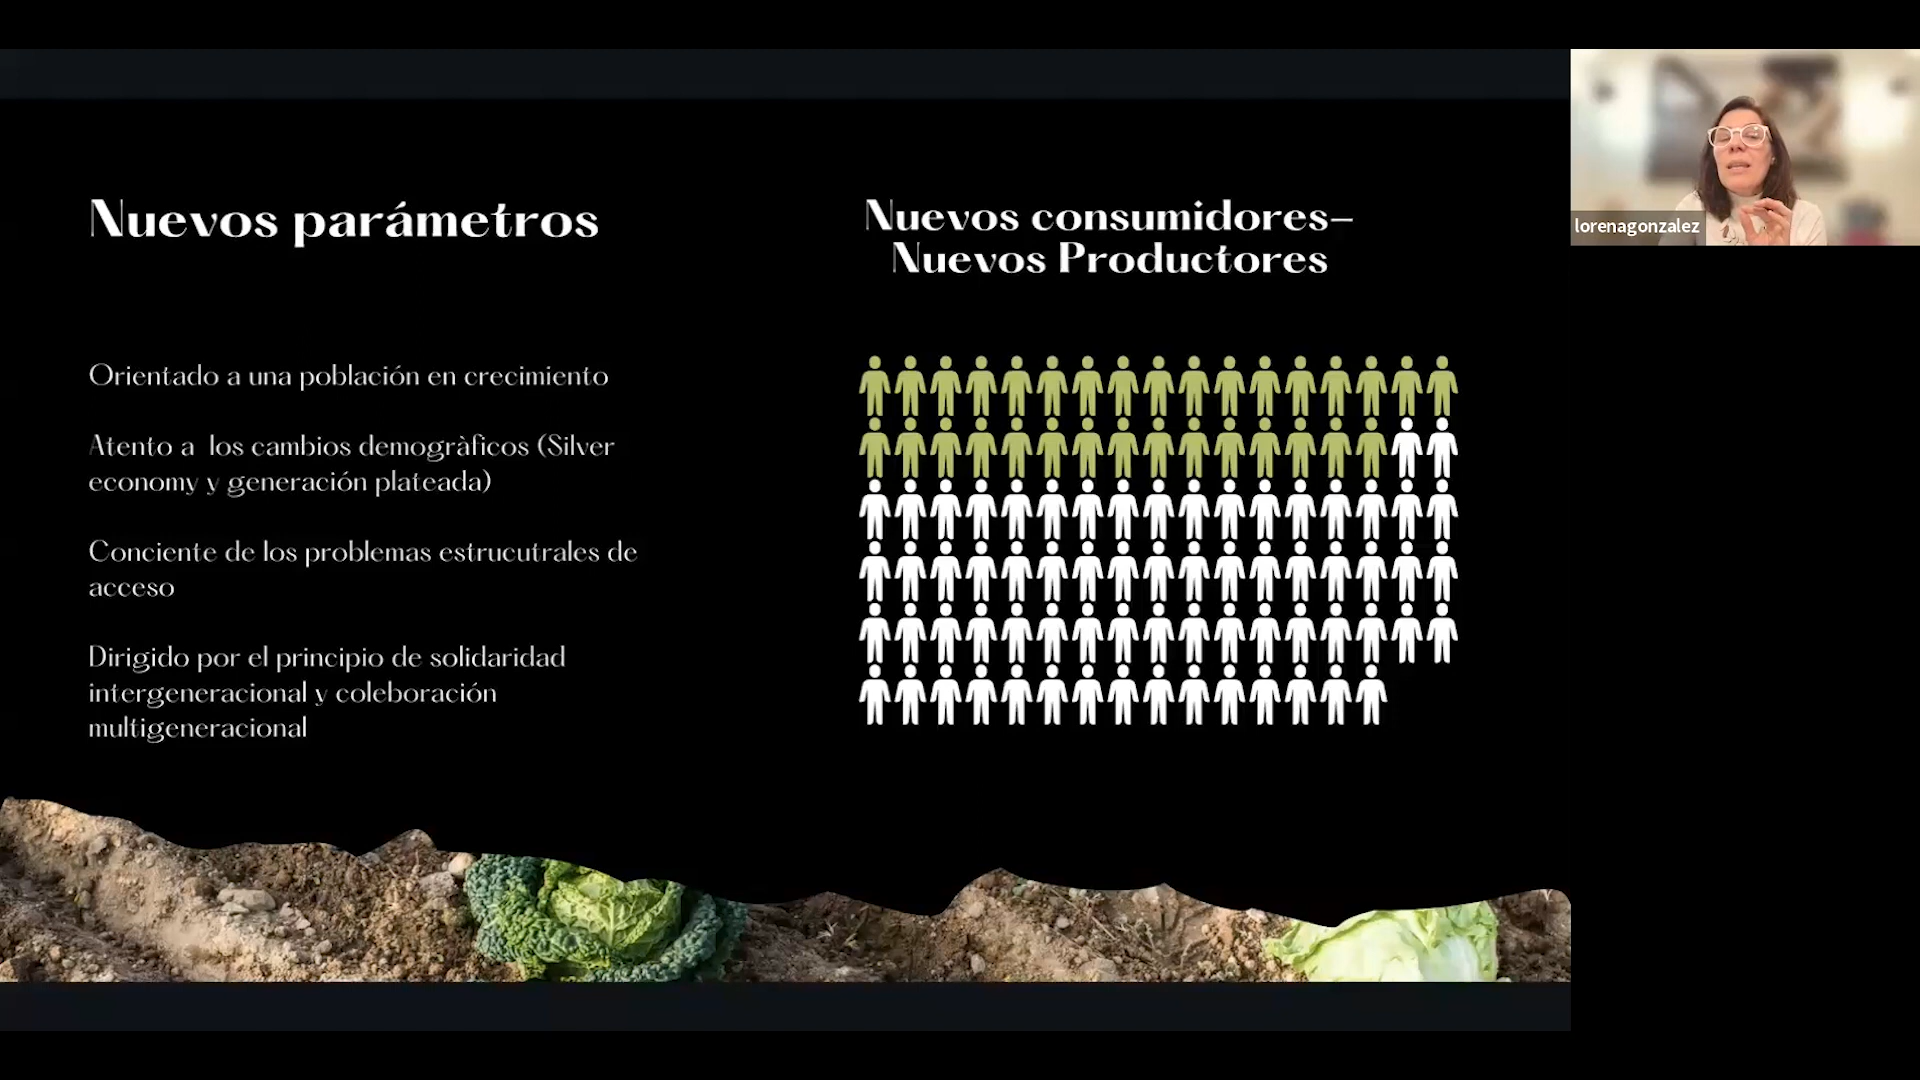 Nuevos parámetros
Orientado a una población en crecimiento
Atento a  los cambios demogràficos (Silver
economy y generación plateada)
Conciente de los problemas estrucutrales de
acceso
Dirigido por el principio de solidaridad
intergeneracional y coleboración
multigeneracional
Nuevos consumidores–
Nuevos Productores
lorenagonzalez